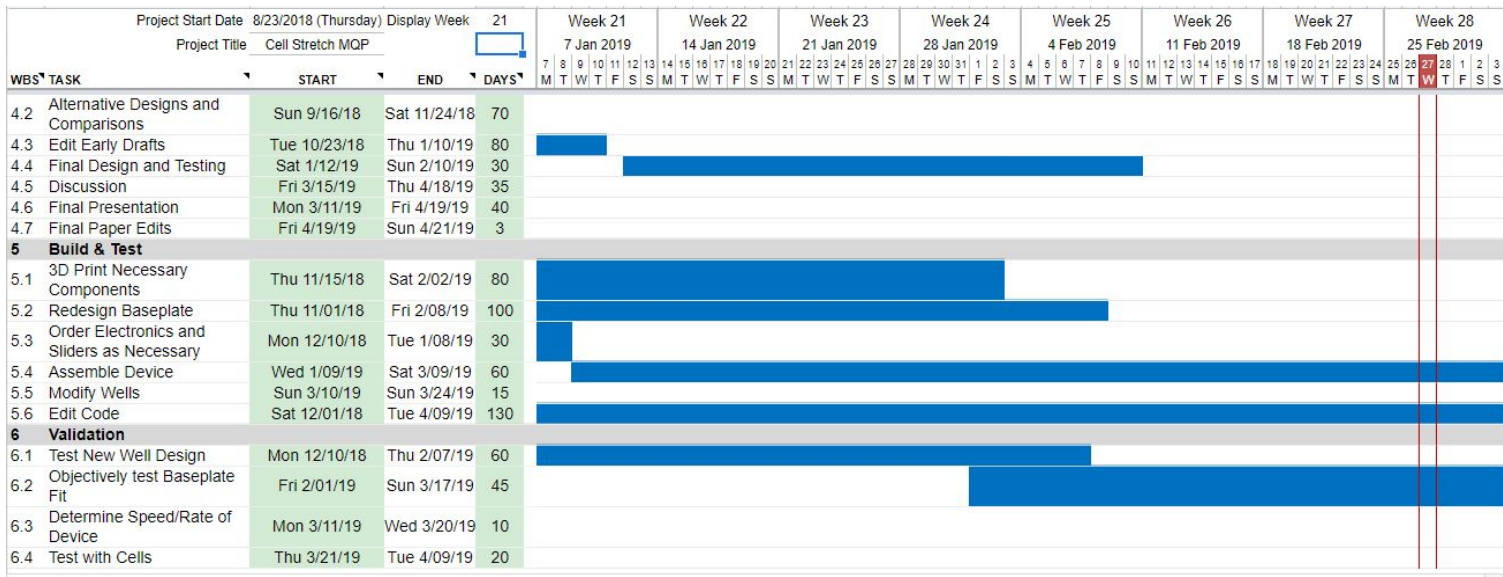 Project Start Date 8/23/2018 (Thursday) Display Week 21 Week 21 Week 22 Week 23 Week 24 Week 25 Week 26 Week 27 Week 28
Project Title Cell Stretch MQP 7 Jan 2019 14 Jan 2019 21 Jan 2019 28 Jan 2019 4 Feb 2019 11 Feb 2019 18 Feb 2019 25 Feb 2019
7 8 9 10 11 12 13 14 15 16 17 18 19 20 21 22 23 24 25 26 27 28 29 30 31 1 2 3 4 5 6 7 8 9 10 11 12 13 14 15 16 17 18 19 20 21 22 23 24 25 26 27 28 1 2 3
WBS TASK START END DAYS M T W T F S S M T W T F S S M T W T F S S M T W T F S S M T W T F S S M T W T F S S M T W T F S S M T W T F S S
4.2 Alternative Designs and
Comparisons Sun 9/16/18 Sat 11/24/18 70
4.3 Edit Early Drafts Tue 10/23/18 Thu 1/10/19 80
4.4 Final Design and Testing Sat 1/12/19 Sun 2/10/19 30
4.5 Discussion Fri 3/15/19 Thu 4/18/19 35
4.6 Final Presentation Mon 3/11/19 Fri 4/19/19 40
4.7 Final Paper Edits Fri 4/19/19 Sun 4/21/19 3
5 Build & Test
5.1 3D Print Necessary
Components Thu 11/15/18 Sat 2/02/19 80
5.2 Redesign Baseplate Thu 11/01/18 Fri 2/08/19 100
5.3 Order Electronics and
Sliders as Necessary Mon 12/10/18 Tue 1/08/19 30
5.4 Assemble Device Wed 1/09/19 Sat 3/09/19 60
5.5 Modify Wells Sun 3/10/19 Sun 3/24/19 15
5.6 Edit Code Sat 12/01/18 Tue 4/09/19 130
6 Validation
6.1 Test New Well Design Mon 12/10/18 Thu 2/07/19 60
6.2 Objectively test Baseplate
Fit Fri 2/01/19 Sun 3/17/19 45
6.3 Determine Speed/Rate of
Device Mon 3/11/19 Wed 3/20/19 10
6.4 Test with Cells Thu 3/21/19 Tue 4/09/19 20